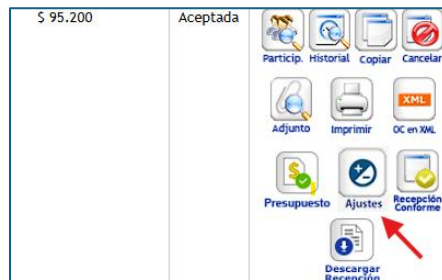 $ 95.200 Aceptada
Particip. Historial Copiar Cancelar
XML
Adjunto Imprimir OC en XML
$
Presupuesto Ajustes Recepción Conforme
Descargar
Recepción